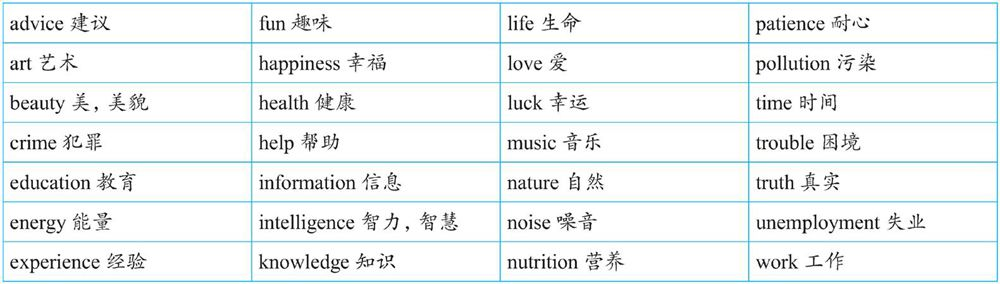 advice 建议 fun 趣味 life 生命 patience 耐心
art 艺术 happiness 幸福 love 爱 pollution 污染
beauty 美, 美貌 health 健康 luck 幸运 time 时间
crime 犯罪 help 帮助 music 音乐 trouble 困境
education 教育 information 信息 nature 自然 truth 真实
energy 能量 intelligence 智力, 智慧 noise 噪音 unemployment 失业
experience 经验 knowledge 知识 nutrition 营养 work 工作